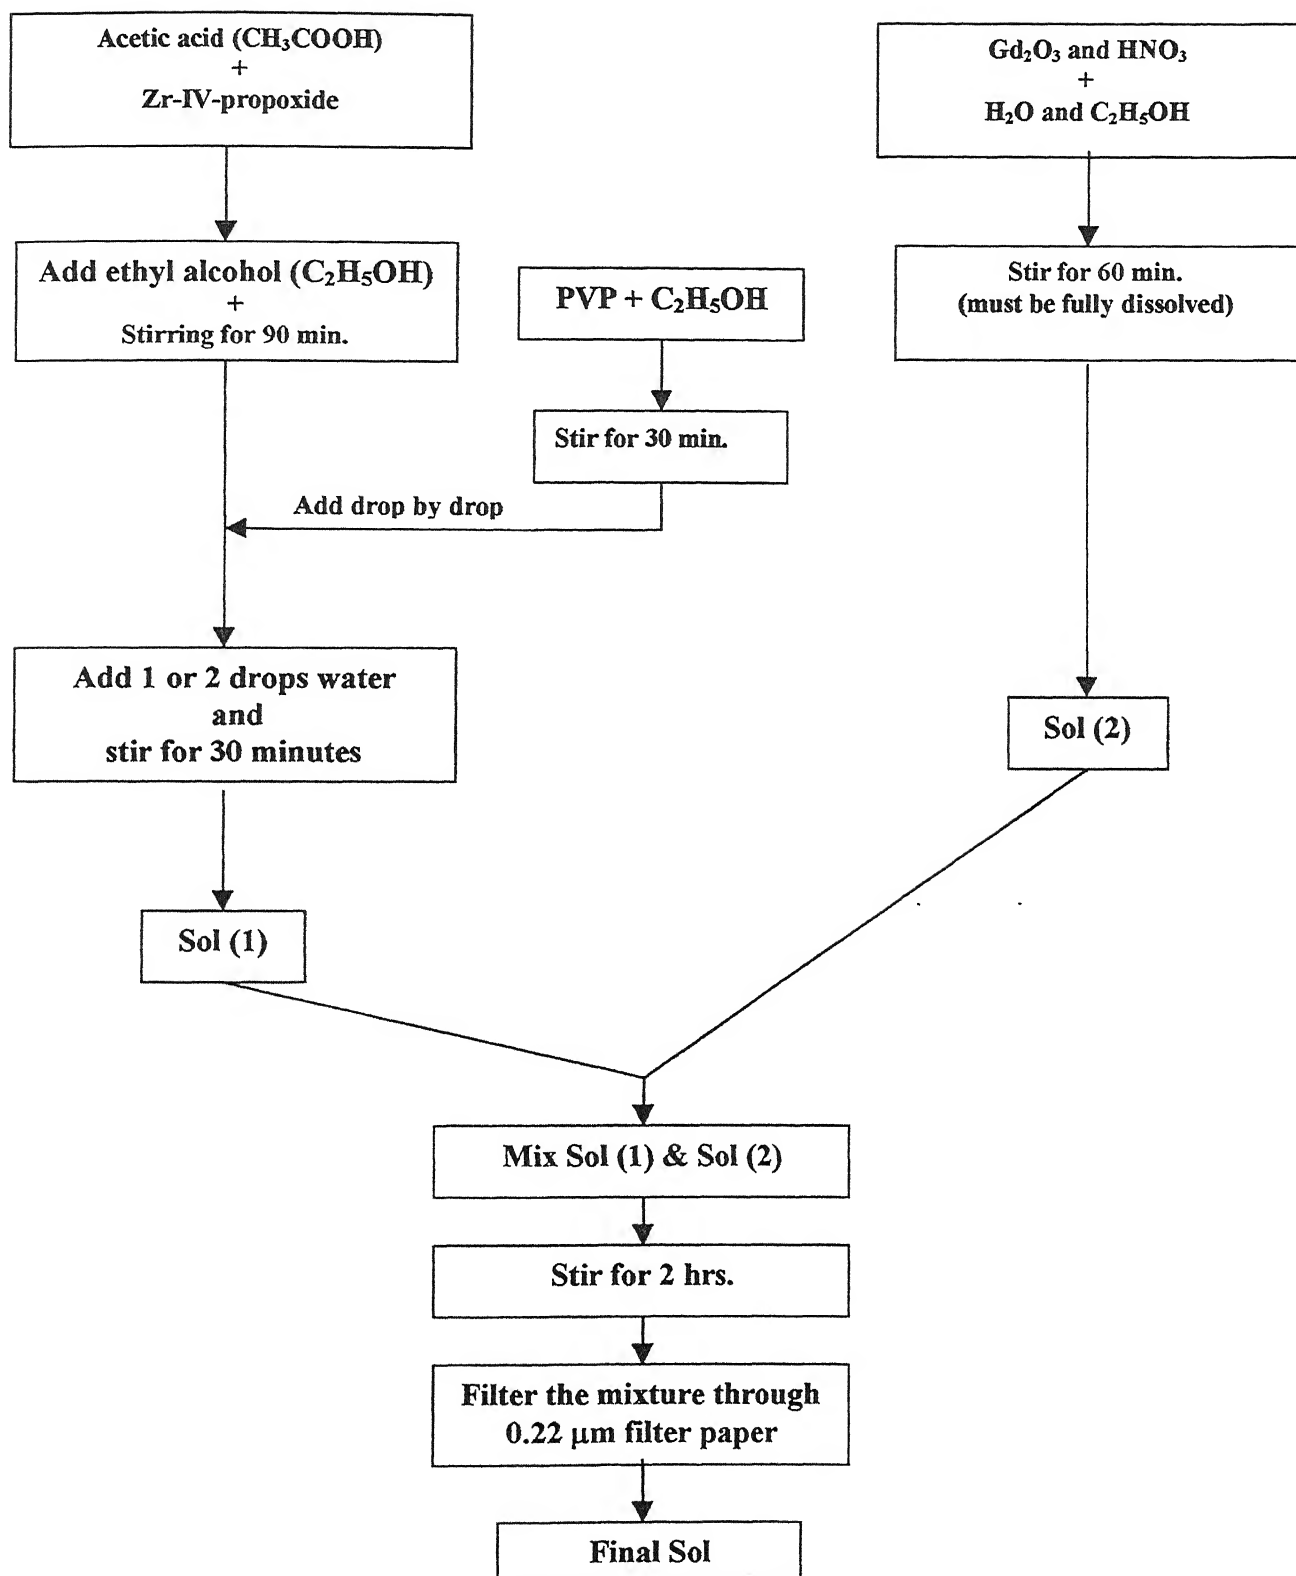 Acetic acid (CH₃COOH)
+
Zr-IV-propoxide
Gd₂O₃ and HNO₃
+
H₂O and C₂H₅OH
Add ethyl alcohol (C₂H₅OH)
+
Stirring for 90 min.
PVP + C₂H₅OH
Stir for 60 min.
(must be fully dissolved)
Stir for 30 min.
Add drop by drop
Add 1 or 2 drops water
and
stir for 30 minutes
Sol (2)
Sol (1)
Mix Sol (1) & Sol (2)
Stir for 2 hrs.
Filter the mixture through
0.22 µm filter paper
Final Sol